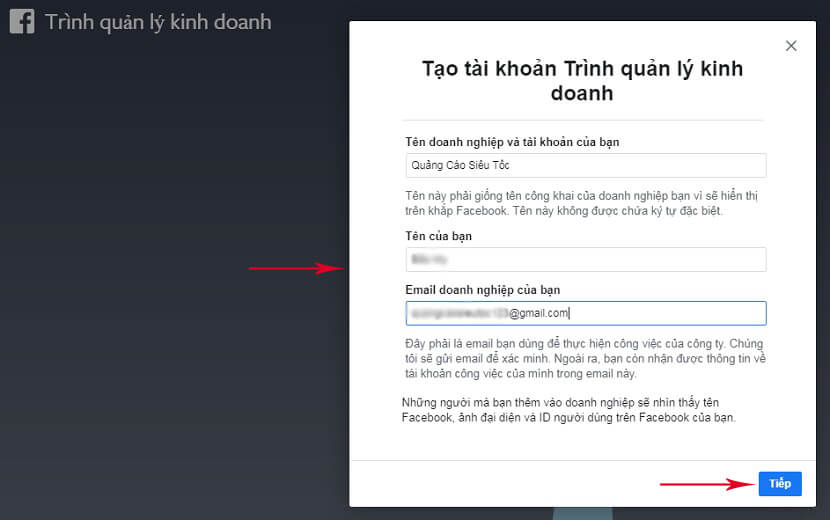 Trình quản lý kinh doanh
Tạo tài khoản Trình quản lý kinh
doanh
Tên doanh nghiệp và tài khoản của bạn
Quảng Cáo Siêu Tốc
Tên này phải giống tên công khai của doanh nghiệp bạn vì sẽ hiển thị
trên khắp Facebook. Tên này không được chứa ký tự đặc biệt.
Tên của bạn
Email doanh nghiệp của bạn
@gmail.com
Đây phải là email bạn dùng để thực hiện công việc của công ty. Chúng
tôi sẽ gửi email để xác minh. Ngoài ra, bạn còn nhận được thông tin về
tài khoản công việc của mình trong email này.
Những người mà bạn thêm vào doanh nghiệp sẽ nhìn thấy tên
Facebook, ảnh đại diện và ID người dùng trên Facebook của bạn.
Tiếp